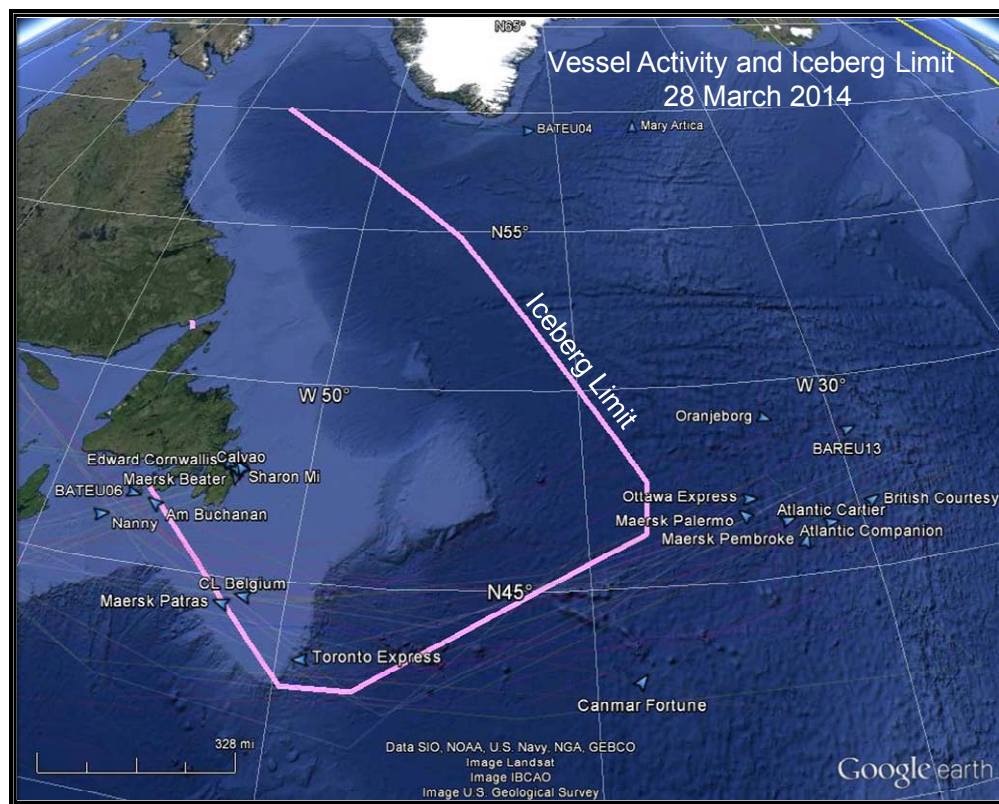 N65°
Vessel Activity and Iceberg Limit
28 March 2014
BATEU04
Mary Artica
N55°
Iceberg Limit
W 50°
W 30°
Oranjeborg
BAREU13
Edward Cornwallis
Calvao
Maersk Beater
Sharon Mi
BATEU06
Am Buchanan
Nanny
Ottawa Express
British Courtesy
Maersk Palermo
Atlantic Cartier
Maersk Pembroke
Atlantic Companion
CL Belgium
Maersk Patras
N45°
Toronto Express
Canmar Fortune
328 mi
Data SIO, NOAA, U.S. Navy, NGA, GEBCO
Image Landsat
Image IBCAO
Image U.S. Geological Survey
Google earth